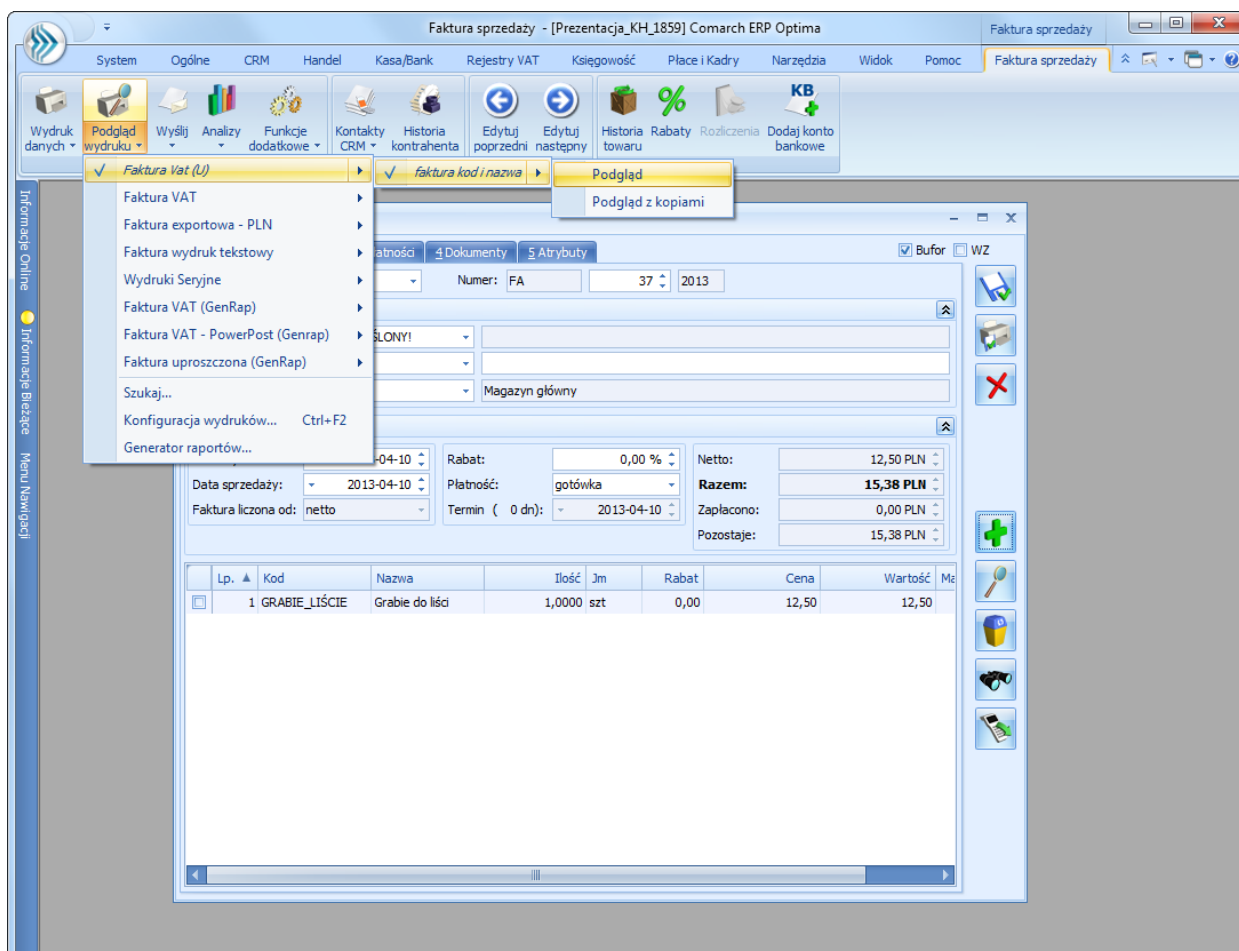 Faktura sprzedaży - [Prezentacja_KH_1859] Comarch ERP Optima
Faktura sprzedaży
System Ogólne CRM Handel Kasa/Bank Rejestry VAT Księgowość Płace i Kadry Narzędzia Widok Pomoc Faktura sprzedaży
Wydruk danych
Podgląd wydruku
Wyślij
Analizy
Funkcje dodatkowe
Kontakty CRM
Historia kontrahenta
Edytuj poprzedni
Edytuj następny
Historia towaru
Rabaty
Rozliczenia
KB
Dodaj konto bankowe
Faktura Vat (U)
faktura kod i nazwa
Podgląd
Podgląd z kopiami
Faktura VAT
Faktura exportowa - PLN
Faktura wydruk tekstowy
Wydruki Seryjne
Faktura VAT (GenRap)
Faktura VAT - PowerPost (Genrap)
Faktura uproszczona (GenRap)
Szukaj...
Konfiguracja wydruków... Ctrl+F2
Generator raportów...
Informacje Online
Informacje Bieżące
Menu Nawigacji
4 Dokumenty 5 Atrybuty
Bufor WZ
Numer: FA 37 2013
Magazyn główny
-04-10 Rabat: 0,00 % Netto: 12,50 PLN
Data sprzedaży: 2013-04-10 Płatność: gotówka Razem: 15,38 PLN
Faktura liczona od: netto Termin ( 0 dn): 2013-04-10 Zapłacono: 0,00 PLN
Pozostaje: 15,38 PLN
Lp. Kod Nazwa Ilość Jm Rabat Cena Wartość Ma
1 GRABIE_LIŚCIE Grabie do liści 1,0000 szt 0,00 12,50 12,50